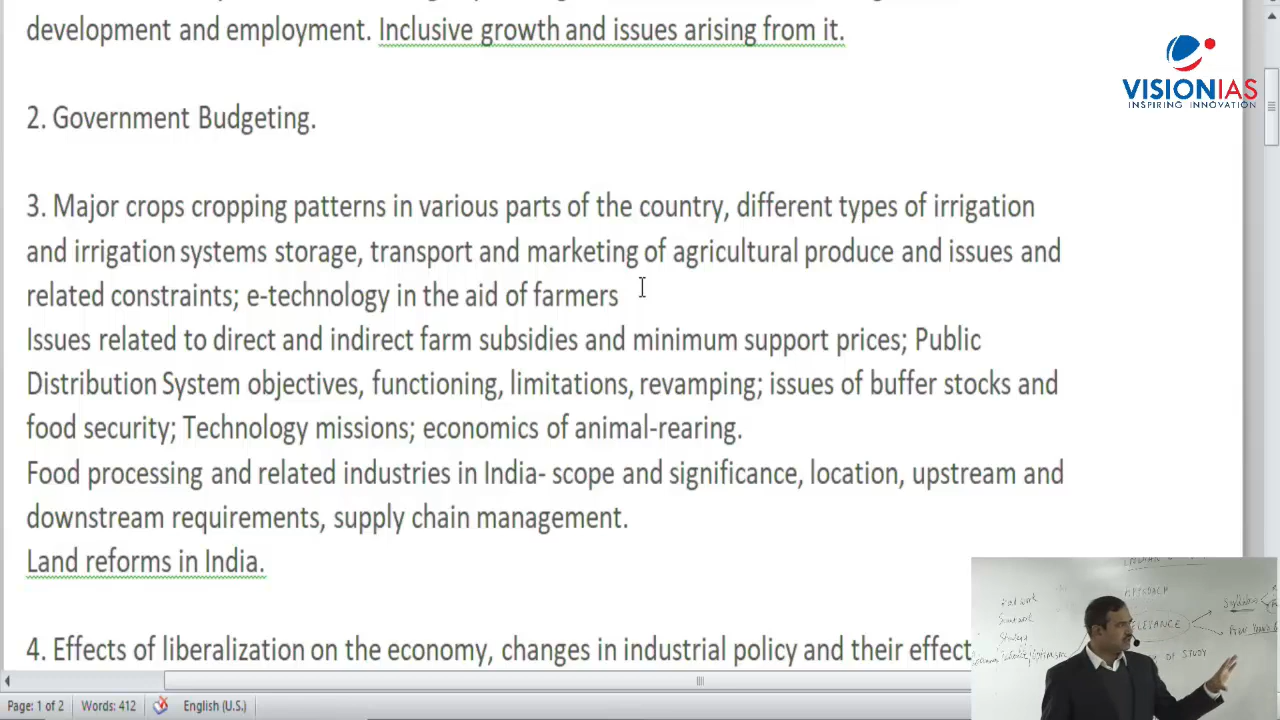 development and employment. Inclusive growth and issues arising from it.
VISIONIAS
INSPIRING INNOVATION
2. Government Budgeting.
3. Major crops cropping patterns in various parts of the country, different types of irrigation
and irrigation systems storage, transport and marketing of agricultural produce and issues and
related constraints; e-technology in the aid of farmers
Issues related to direct and indirect farm subsidies and minimum support prices; Public
Distribution System objectives, functioning, limitations, revamping; issues of buffer stocks and
food security; Technology missions; economics of animal-rearing.
Food processing and related industries in India- scope and significance, location, upstream and
downstream requirements, supply chain management.
Land reforms in India.
4. Effects of liberalization on the economy, changes in industrial policy and their effect
APPROACH
Syllabus
Strategy
OF STUDY
Page: 1 of 2
Words: 412
English (U.S.)